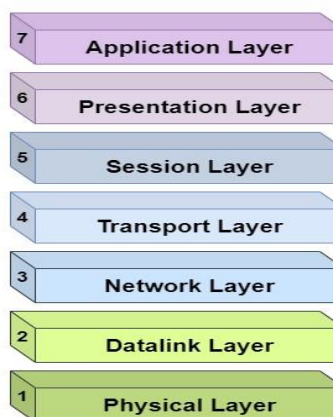 7 Application Layer
6 Presentation Layer
5 Session Layer
4 Transport Layer
3 Network Layer
2 Datalink Layer
1 Physical Layer